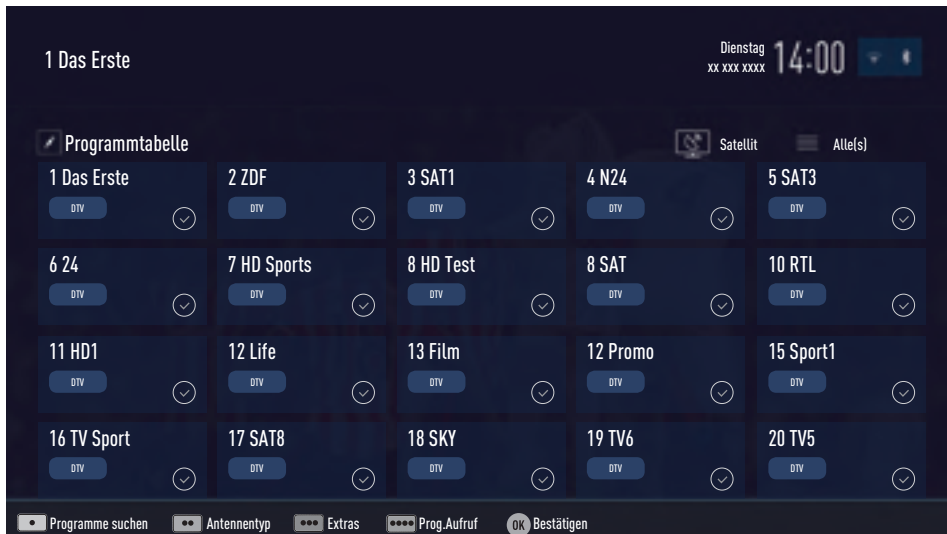 1 Das Erste
Dienstag
xx xxx xxxx
14:00
Programmtabelle
Satellit
Alle(s)
1 Das Erste 2 ZDF 3 SAT1 4 N24 5 SAT3
DTV DTV DTV DTV DTV
6 24 7 HD Sports 8 HD Test 8 SAT 10 RTL
DTV DTV DTV DTV DTV
11 HD1 12 Life 13 Film 12 Promo 15 Sport1
DTV DTV DTV DTV DTV
16 TV Sport 17 SAT8 18 SKY 19 TV6 20 TV5
DTV DTV DTV DTV DTV
Programme suchen Antennentyp Extras Prog.Aufruf OK Bestätigen